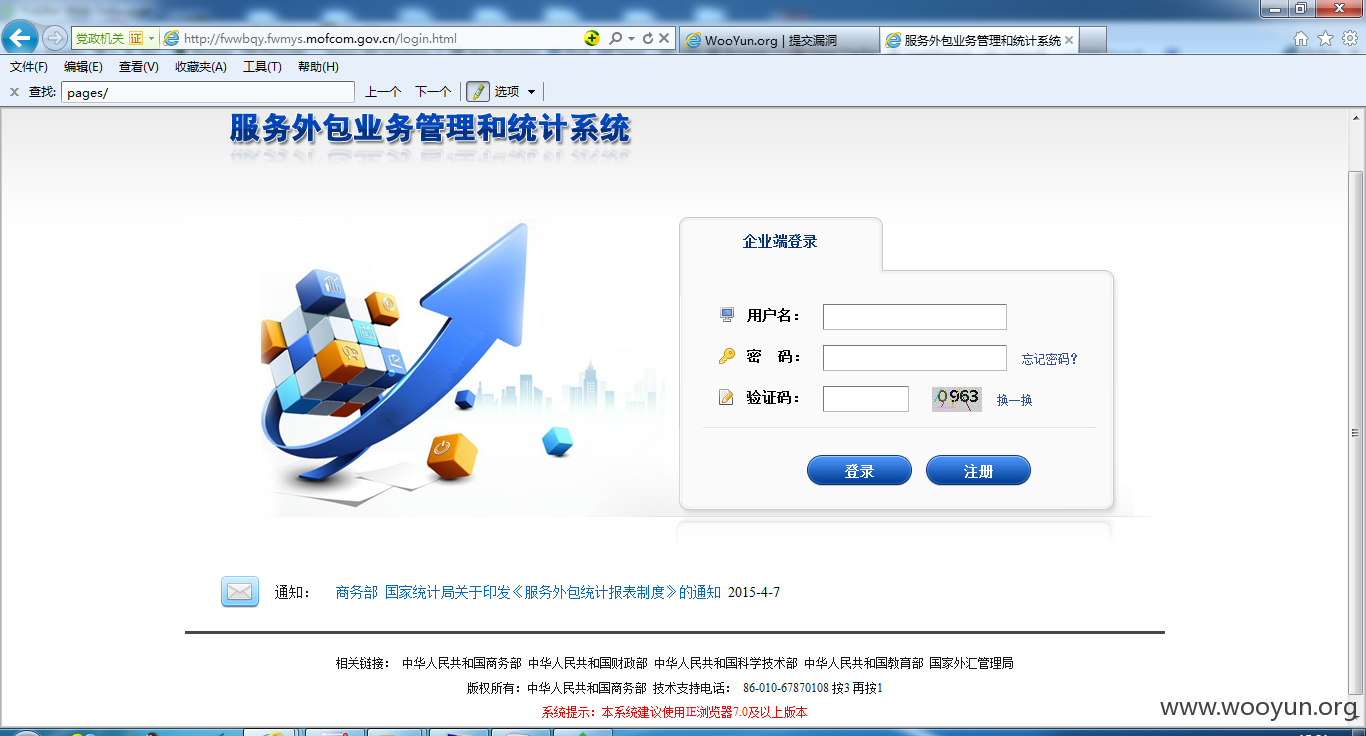 党政机关 证 http://fwwbqy.fwmys.mofcom.gov.cn/login.html WooYun.org | 提交漏洞 服务外包业务管理和统计系统
文件(F) 编辑(E) 查看(V) 收藏夹(A) 工具(T) 帮助(H)
查找: pages/ 上一个 下一个 选项
服务外包业务管理和统计系统
企业端登录
用户名：
密 码： 忘记密码?
验证码： 0963 换一换
登录 注册
通知： 商务部 国家统计局关于印发《服务外包统计报表制度》的通知 2015-4-7
相关链接： 中华人民共和国商务部 中华人民共和国财政部 中华人民共和国科学技术部 中华人民共和国教育部 国家外汇管理局
版权所有：中华人民共和国商务部 技术支持电话： 86-010-67870108 按3 再按1
系统提示：本系统建议使用IE浏览器7.0及以上版本
www.wooyun.org